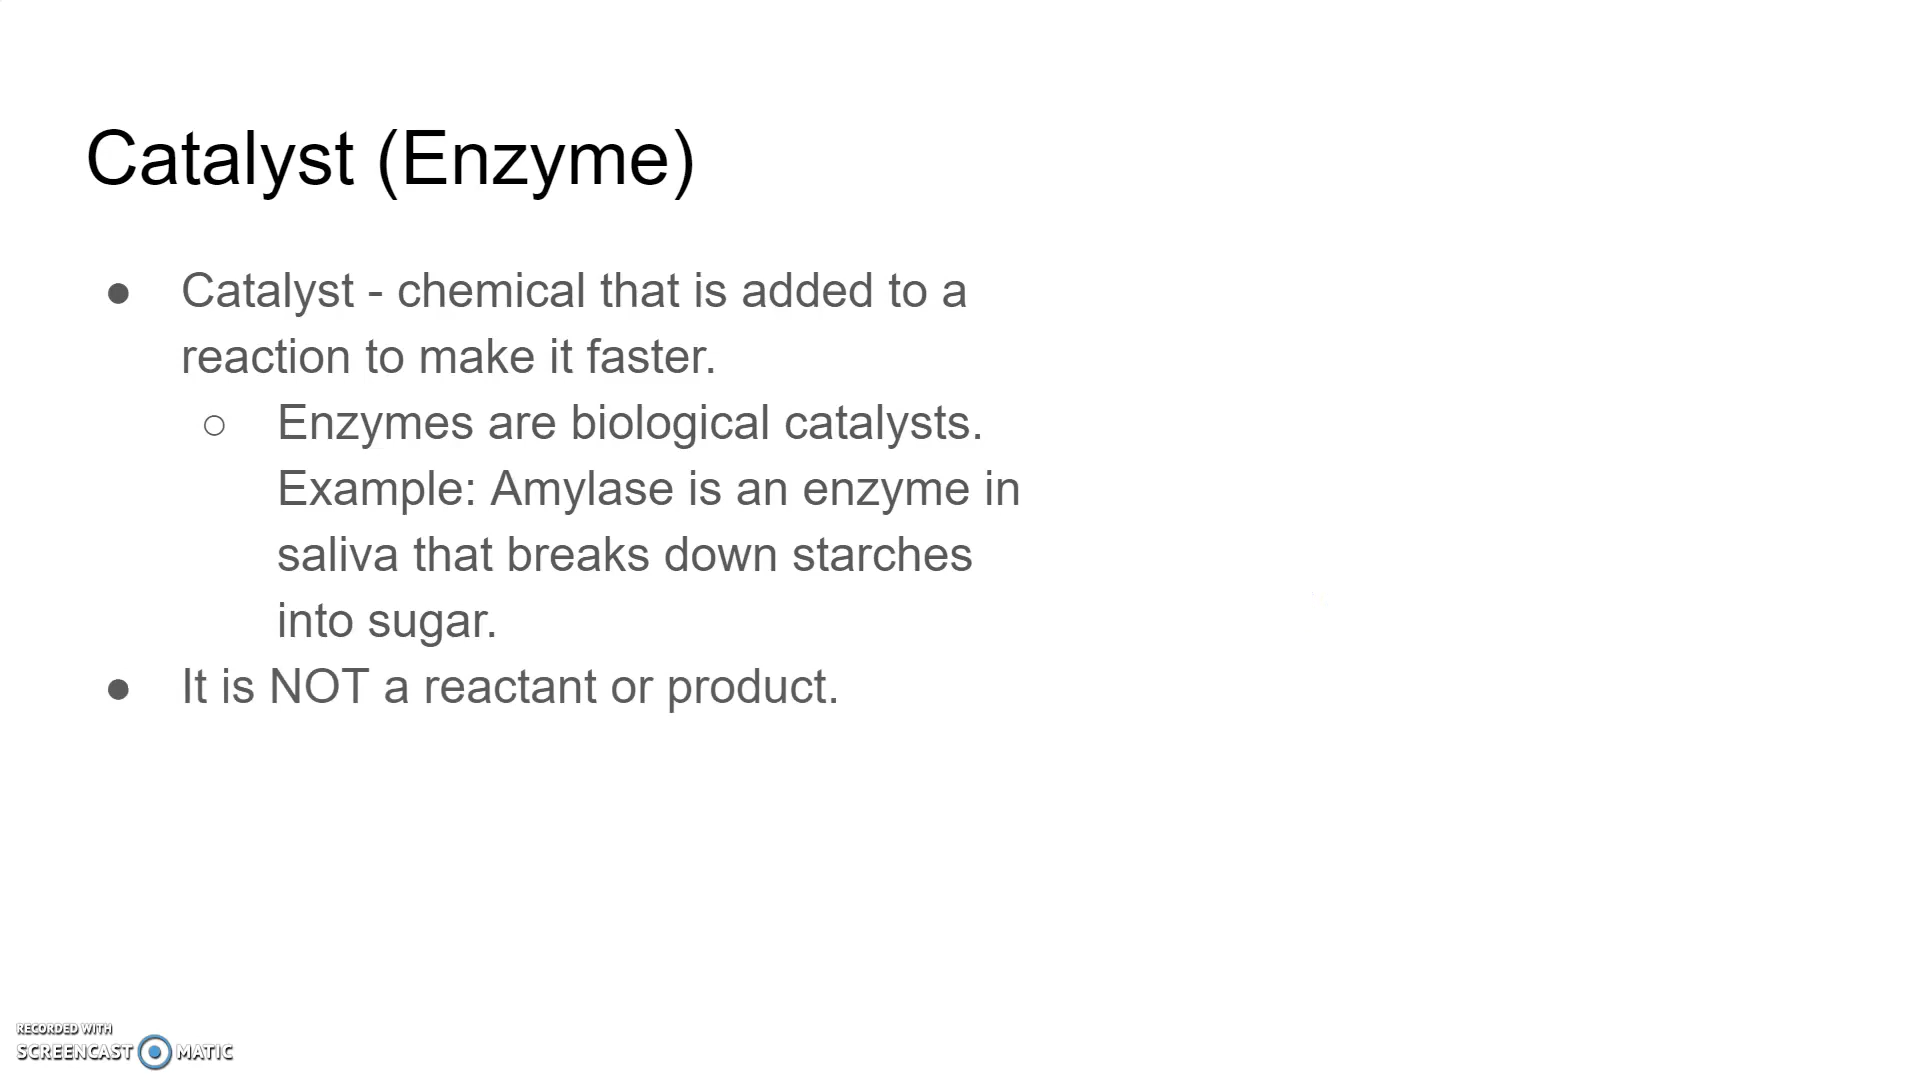 Catalyst (Enzyme)
● Catalyst - chemical that is added to a
reaction to make it faster.
○ Enzymes are biological catalysts.
Example: Amylase is an enzyme in
saliva that breaks down starches
into sugar.
● It is NOT a reactant or product.
RECORDED WITH
SCREENCAST MATIC